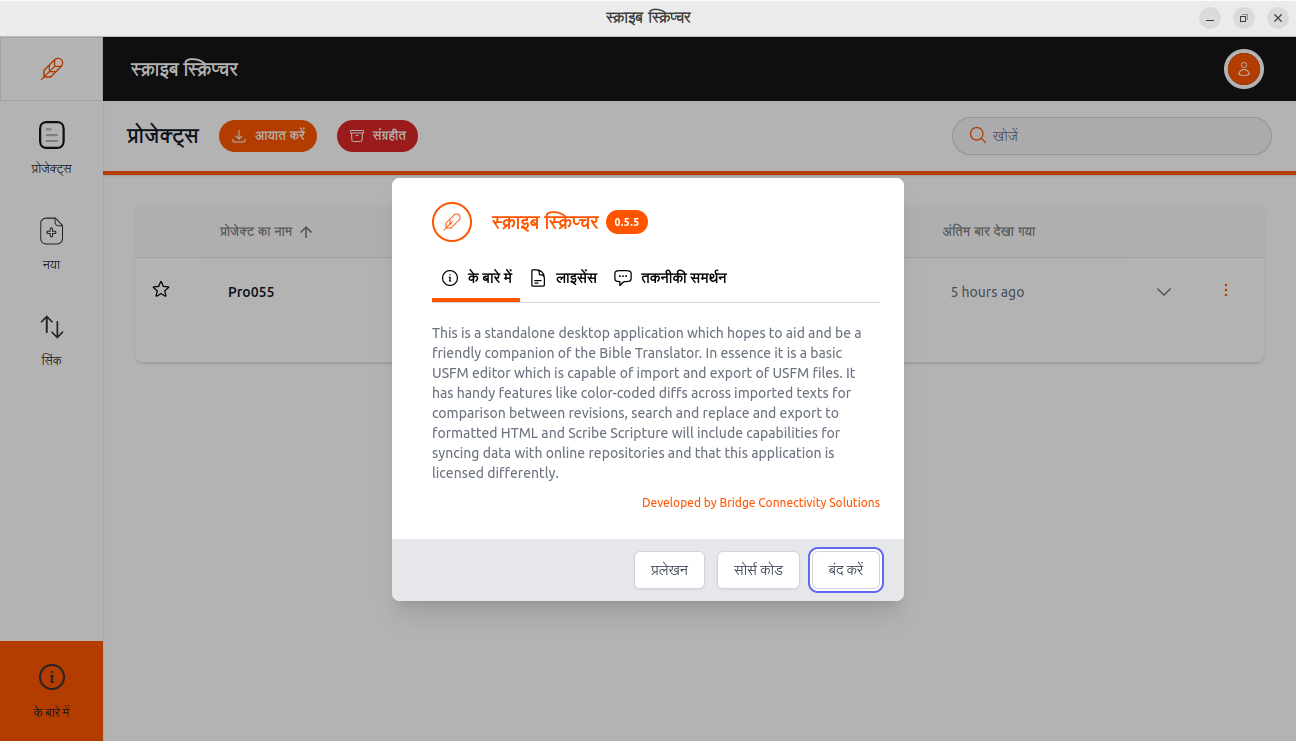 स्क्राइब स्क्रिप्चर
स्क्राइब स्क्रिप्चर
प्रोजेक्ट्स
आयात करें
संग्रहीत
खोजें
प्रोजेक्ट्स
नया
सिंक
के बारे में
प्रोजेक्ट का नाम
अंतिम बार देखा गया
Pro055
5 hours ago
स्क्राइब स्क्रिप्चर 0.5.5
के बारे में
लाइसेंस
तकनीकी समर्थन
This is a standalone desktop application which hopes to aid and be a
friendly companion of the Bible Translator. In essence it is a basic
USFM editor which is capable of import and export of USFM files. It
has handy features like color-coded diffs across imported texts for
comparison between revisions, search and replace and export to
formatted HTML and Scribe Scripture will include capabilities for
syncing data with online repositories and that this application is
licensed differently.
Developed by Bridge Connectivity Solutions
प्रलेखन
सोर्स कोड
बंद करें